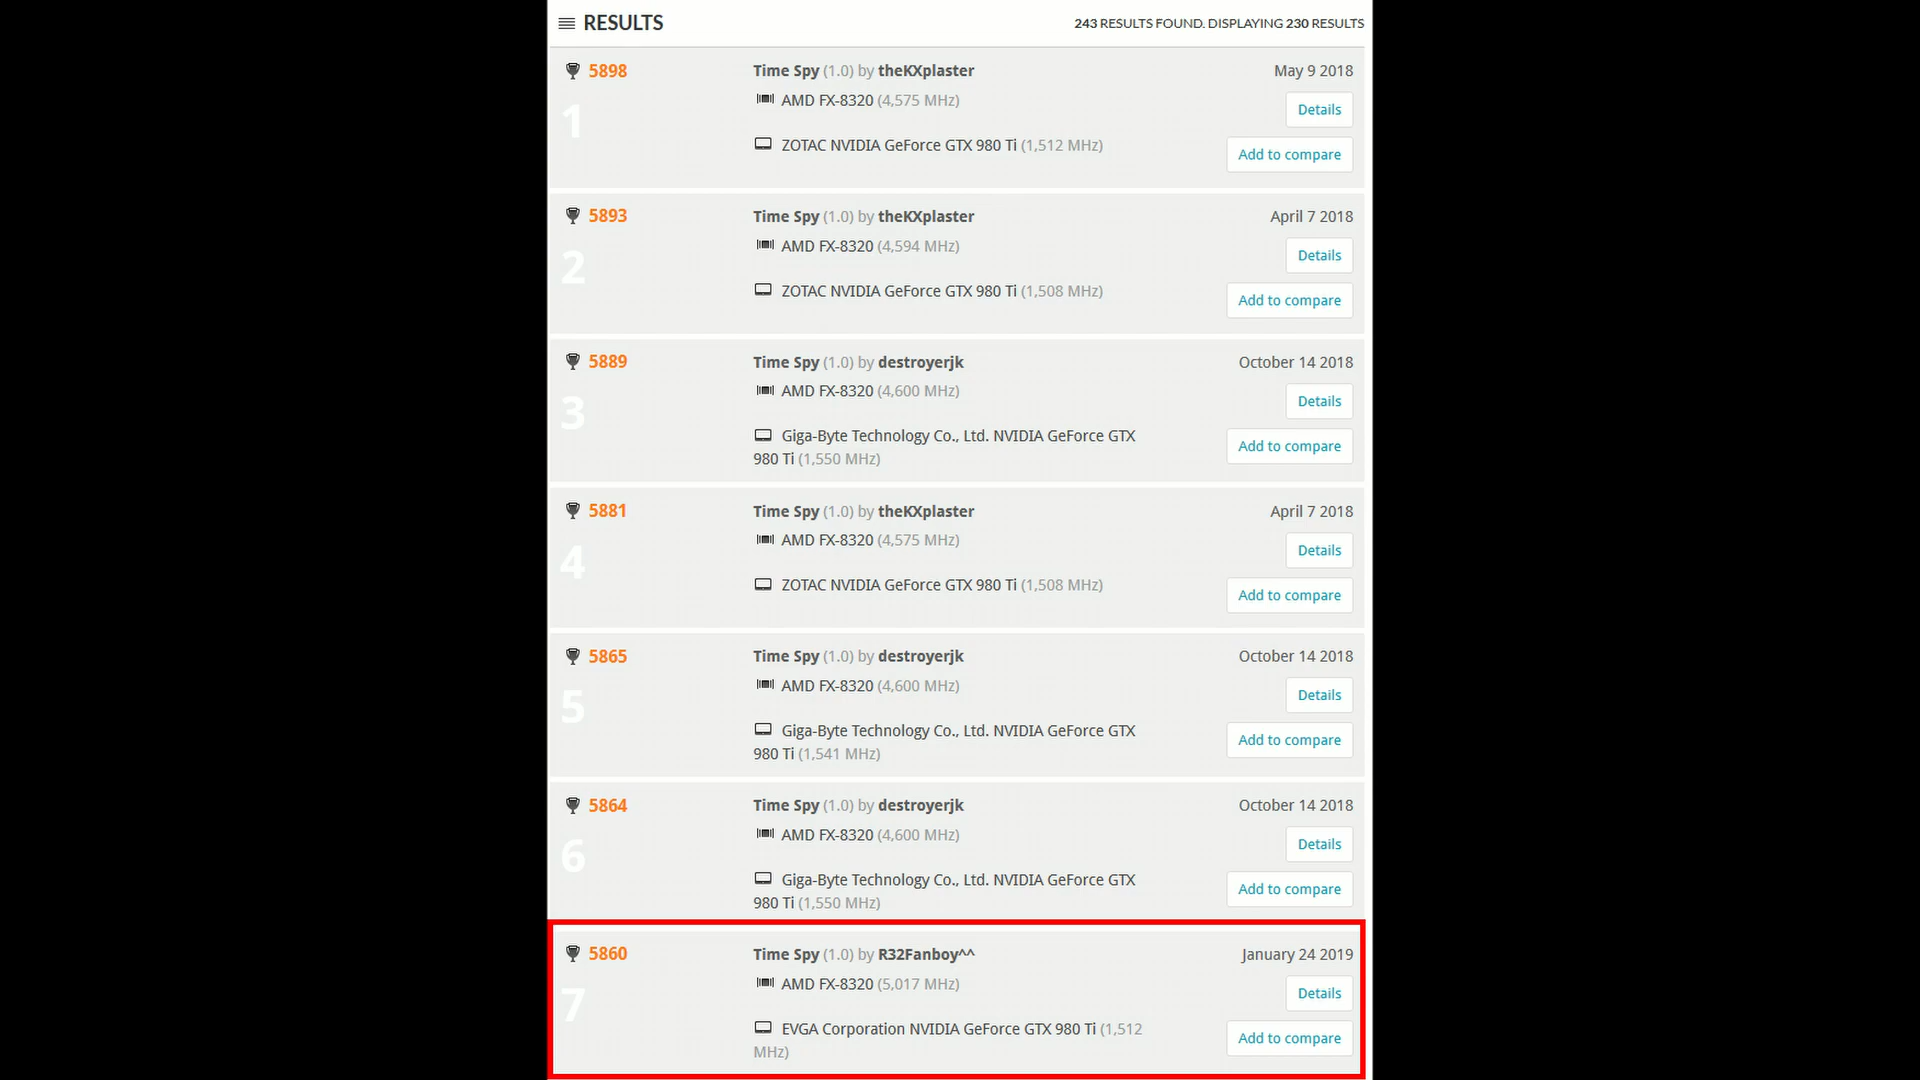 RESULTS
243 RESULTS FOUND. DISPLAYING 230 RESULTS
5898
Time Spy (1.0) by theKXplaster
May 9 2018
1
AMD FX-8320 (4,575 MHz)
Details
ZOTAC NVIDIA GeForce GTX 980 Ti (1,512 MHz)
Add to compare
5893
Time Spy (1.0) by theKXplaster
April 7 2018
2
AMD FX-8320 (4,594 MHz)
Details
ZOTAC NVIDIA GeForce GTX 980 Ti (1,508 MHz)
Add to compare
5889
Time Spy (1.0) by destroyerjk
October 14 2018
3
AMD FX-8320 (4,600 MHz)
Details
Giga-Byte Technology Co., Ltd. NVIDIA GeForce GTX
980 Ti (1,550 MHz)
Add to compare
5881
Time Spy (1.0) by theKXplaster
April 7 2018
4
AMD FX-8320 (4,575 MHz)
Details
ZOTAC NVIDIA GeForce GTX 980 Ti (1,508 MHz)
Add to compare
5865
Time Spy (1.0) by destroyerjk
October 14 2018
5
AMD FX-8320 (4,600 MHz)
Details
Giga-Byte Technology Co., Ltd. NVIDIA GeForce GTX
980 Ti (1,541 MHz)
Add to compare
5864
Time Spy (1.0) by destroyerjk
October 14 2018
6
AMD FX-8320 (4,600 MHz)
Details
Giga-Byte Technology Co., Ltd. NVIDIA GeForce GTX
980 Ti (1,550 MHz)
Add to compare
5860
Time Spy (1.0) by R32Fanboy^^
January 24 2019
7
AMD FX-8320 (5,017 MHz)
Details
EVGA Corporation NVIDIA GeForce GTX 980 Ti (1,512
MHz)
Add to compare